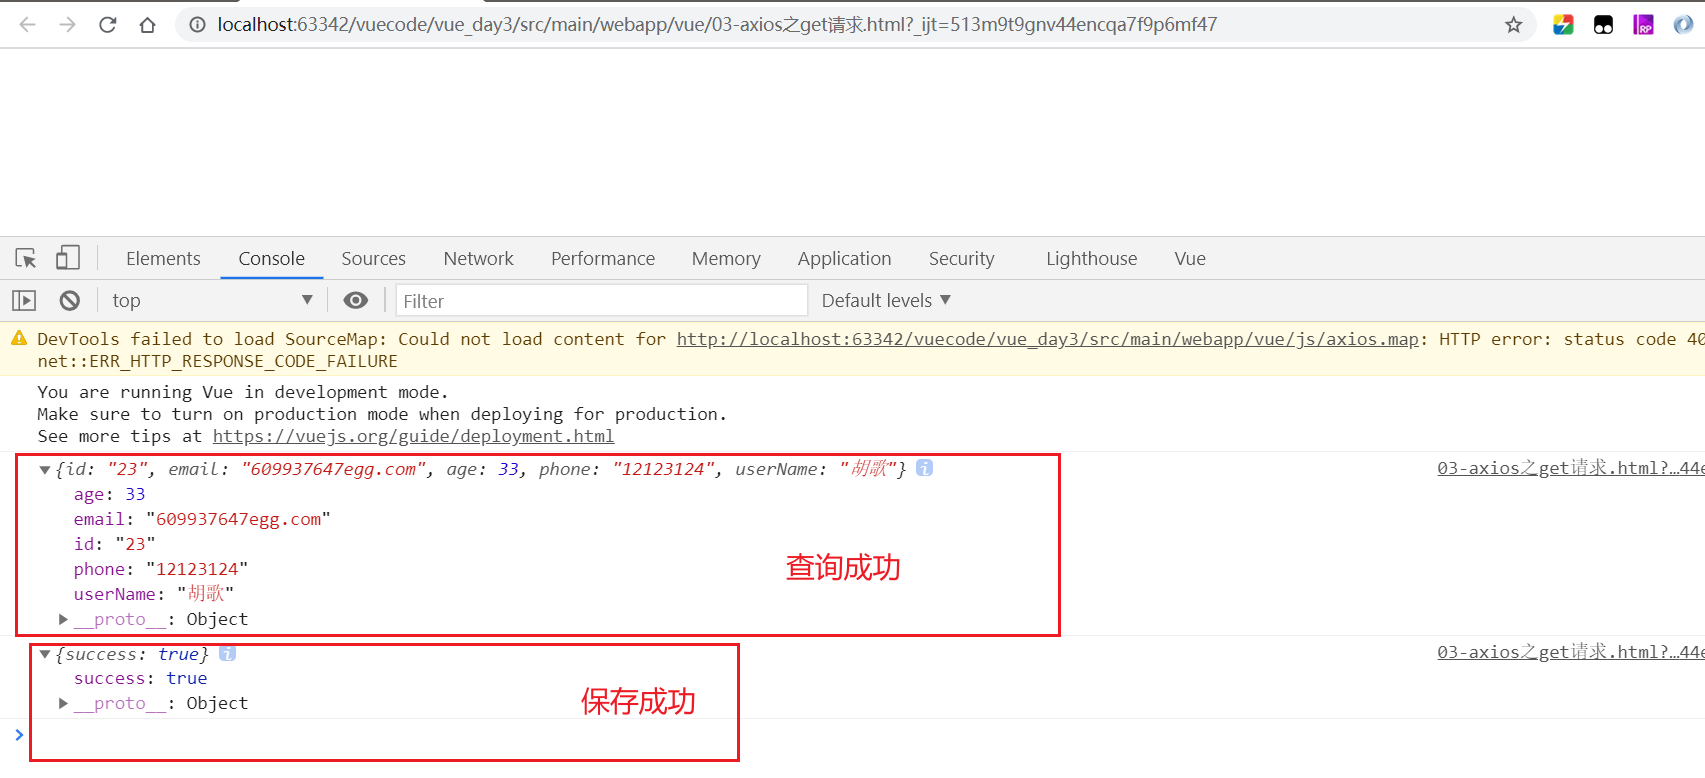 localhost:63342/vuecode/vue_day3/src/main/webapp/vue/03-axios之get请求.html?_ijt=513m9t9gnv44encqa7f9p6mf47
RP
Elements Console Sources Network Performance Memory Application Security Lighthouse Vue
top Filter Default levels
DevTools failed to load SourceMap: Could not load content for http://localhost:63342/vuecode/vue_day3/src/main/webapp/vue/js/axios.map: HTTP error: status code 40
net::ERR_HTTP_RESPONSE_CODE_FAILURE
You are running Vue in development mode.
Make sure to turn on production mode when deploying for production.
See more tips at https://vuejs.org/guide/deployment.html
{id: "23", email: "609937647egg.com", age: 33, phone: "12123124", userName: "胡歌"} 03-axios之get请求.html?…44e
age: 33
email: "609937647egg.com"
id: "23"
phone: "12123124"
userName: "胡歌"
__proto__: Object
查询成功
{success: true} 03-axios之get请求.html?…44e
success: true
__proto__: Object
保存成功